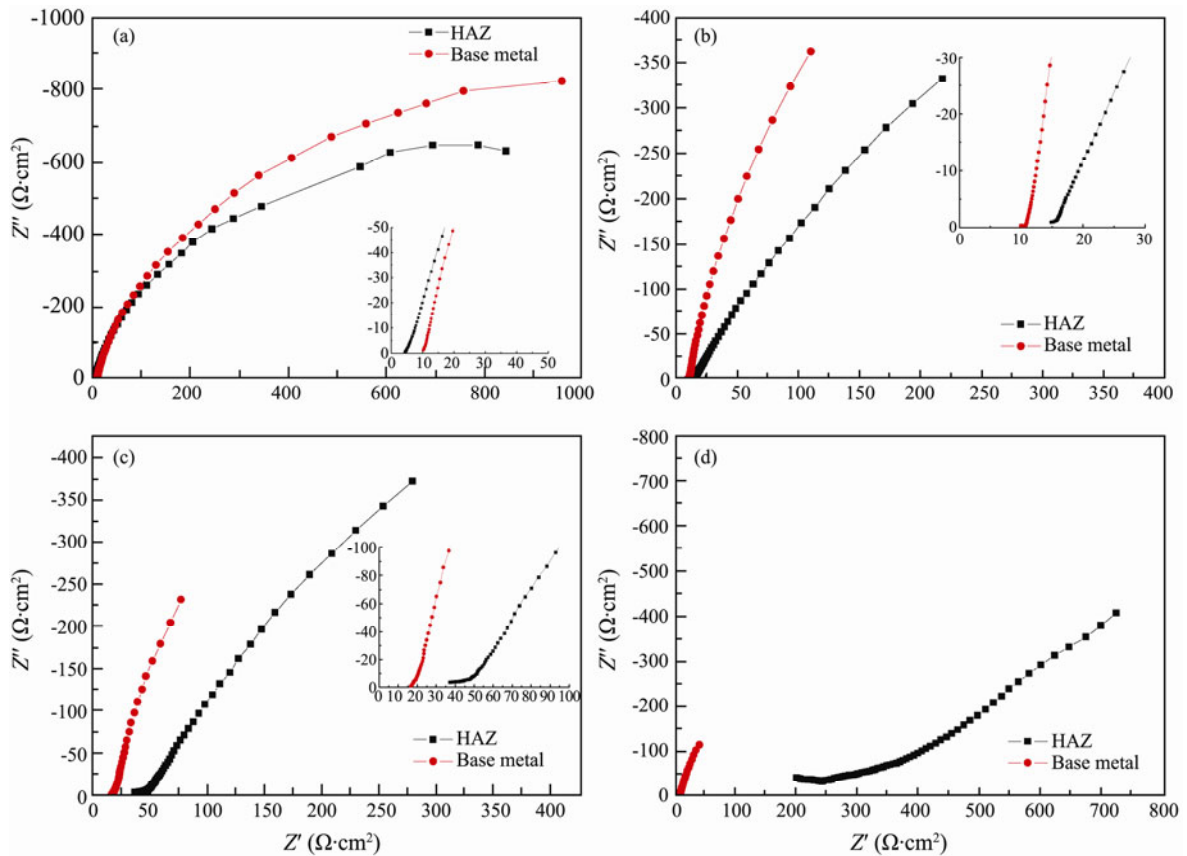 (a)
HAZ
Base metal
-1000
-800
-600
-400
-200
0
0 200 400 600 800 1000
Z″ (Ω·cm²)
-50
-40
-30
-20
-10
0
0 10 20 30 40 50
(b)
-400
-350
-300
-250
-200
-150
-100
-50
0
0 50 100 150 200 250 300 350 400
Z″ (Ω·cm²)
-30
-20
-10
0
0 10 20 30
HAZ
Base metal
(c)
-400
-350
-300
-250
-200
-150
-100
-50
0
0 50 100 150 200 250 300 350 400
Z″ (Ω·cm²)
Z′ (Ω·cm²)
-100
-80
-60
-40
-20
0
0 10 20 30 40 50 60 70 80 90 100
HAZ
Base metal
(d)
-800
-700
-600
-500
-400
-300
-200
-100
0
0 100 200 300 400 500 600 700 800
Z″ (Ω·cm²)
Z′ (Ω·cm²)
HAZ
Base metal